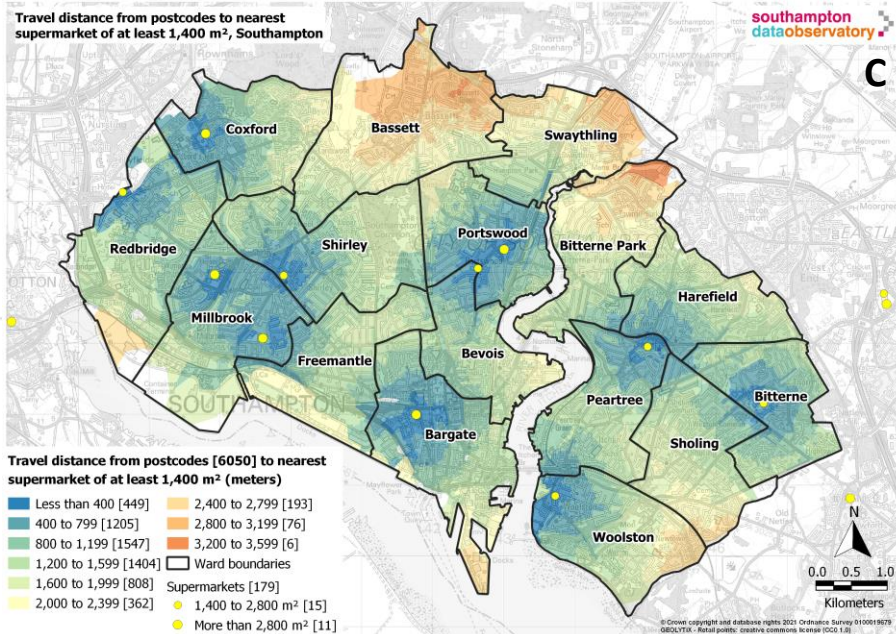 Travel distance from postcodes to nearest
supermarket of at least 1,400 m², Southampton
southampton
dataobservatory
C
Coxford
Bassett
Swaythling
Redbridge
Shirley
Portswood
Bitterne Park
Harefield
Millbrook
Freemantle
Bevois
SOUTHAMPTON
Peartree
Bitterne
Bargate
Sholing
Woolston
Travel distance from postcodes [6050] to nearest
supermarket of at least 1,400 m² (meters)
Less than 400 [449]
400 to 799 [1205]
800 to 1,199 [1547]
1,200 to 1,599 [1404]
1,600 to 1,999 [808]
2,000 to 2,399 [362]
2,400 to 2,799 [193]
2,800 to 3,199 [76]
3,200 to 3,599 [6]
Ward boundaries
Supermarkets [179]
1,400 to 2,800 m² [15]
More than 2,800 m² [11]
N
0.0 0.5 1.0
Kilometers
© Crown copyright and database rights 2021 Ordnance Survey 0100019679
GEOLYTIX - Retail points: creative commons license (CC0 1.0)